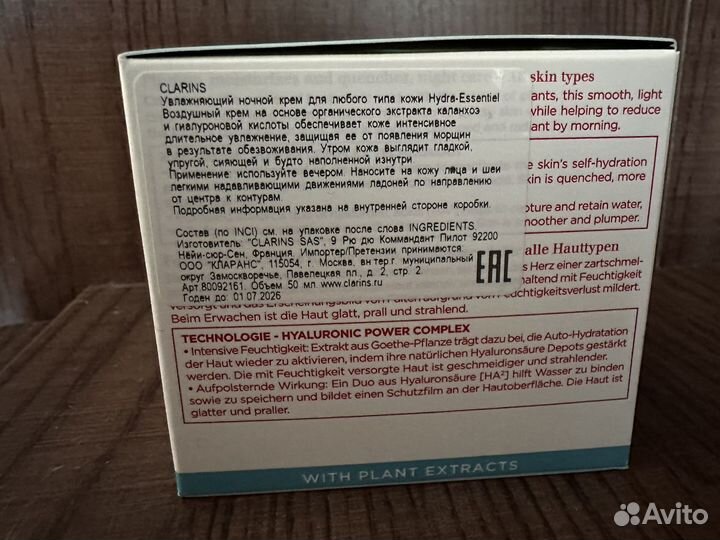 skin types
CLARINS
Увлажняющий ночной крем для любого типа кожи Hydra-Essentiel
Воздушный крем на основе органического экстракта каланхоэ
и гиалуроновой кислоты обеспечивает коже интенсивное
длительное увлажнение, защищая ее от появления морщин
в результате обезвоживания. Утром кожа выглядит гладкой,
упругой, сияющей и будто наполненной изнутри.
Применение: используйте вечером. Наносите на кожу лица и шеи
легкими надавливающими движениями ладоней по направлению
от центра к контурам.
Подробная информация указана на внутренней стороне коробки.
Состав (по INCI) см. на упаковке после слова INGREDIENTS.
Изготовитель "CLARINS SAS", 9 Рю дю Коммандант Пилот 92200
Нейи-сюр-Сен, Франция. Импортер/Претензии принимаются:
ООО "КЛАРАНС", 115054, г. Москва, вн.тер.г. муниципальный
округ Замоскворечье, Павелецкая пл., д. 2, стр. 2.
Арт.80092161. Объем 50 мл. www.clarins.ru
Годен до: 01.07.2026
EAC
ants, this smooth, light
while helping to reduce
ant by morning.
e skin's self-hydration
kin is quenched, more
pture and retain water,
moother and plumper.
alle Hauttypen
as Herz einer zartschmel-
haltend mit Feuchtigkeit
versorgt und das Erscheinungsbild von Falten aufgrund von Feuchtigkeitsverlust mildert.
Beim Erwachen ist die Haut glatt, prall und strahlend.
TECHNOLOGIE - HYALURONIC POWER COMPLEX
• Intensive Feuchtigkeit: Extrakt aus Goethe-Pflanze trägt dazu bei, die Auto-Hydratation
der Haut wieder zu aktivieren, indem ihre natürlichen Hyaluronsäure Depots gestärkt
werden. Die mit Feuchtigkeit versorgte Haut ist geschmeidiger und strahlender.
• Aufpolsternde Wirkung: Ein Duo aus Hyaluronsäure [HA²] hilft Wasser zu binden
sowie zu speichern und bildet einen Schutzfilm an der Hautoberfläche. Die Haut ist
glatter und praller.
WITH PLANT EXTRACTS
Avito